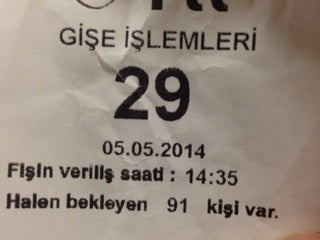 GİŞE İŞLEMLERİ
29
05.05.2014
Fişin veriliş saati : 14:35
Halen bekleyen 91 kişi var.